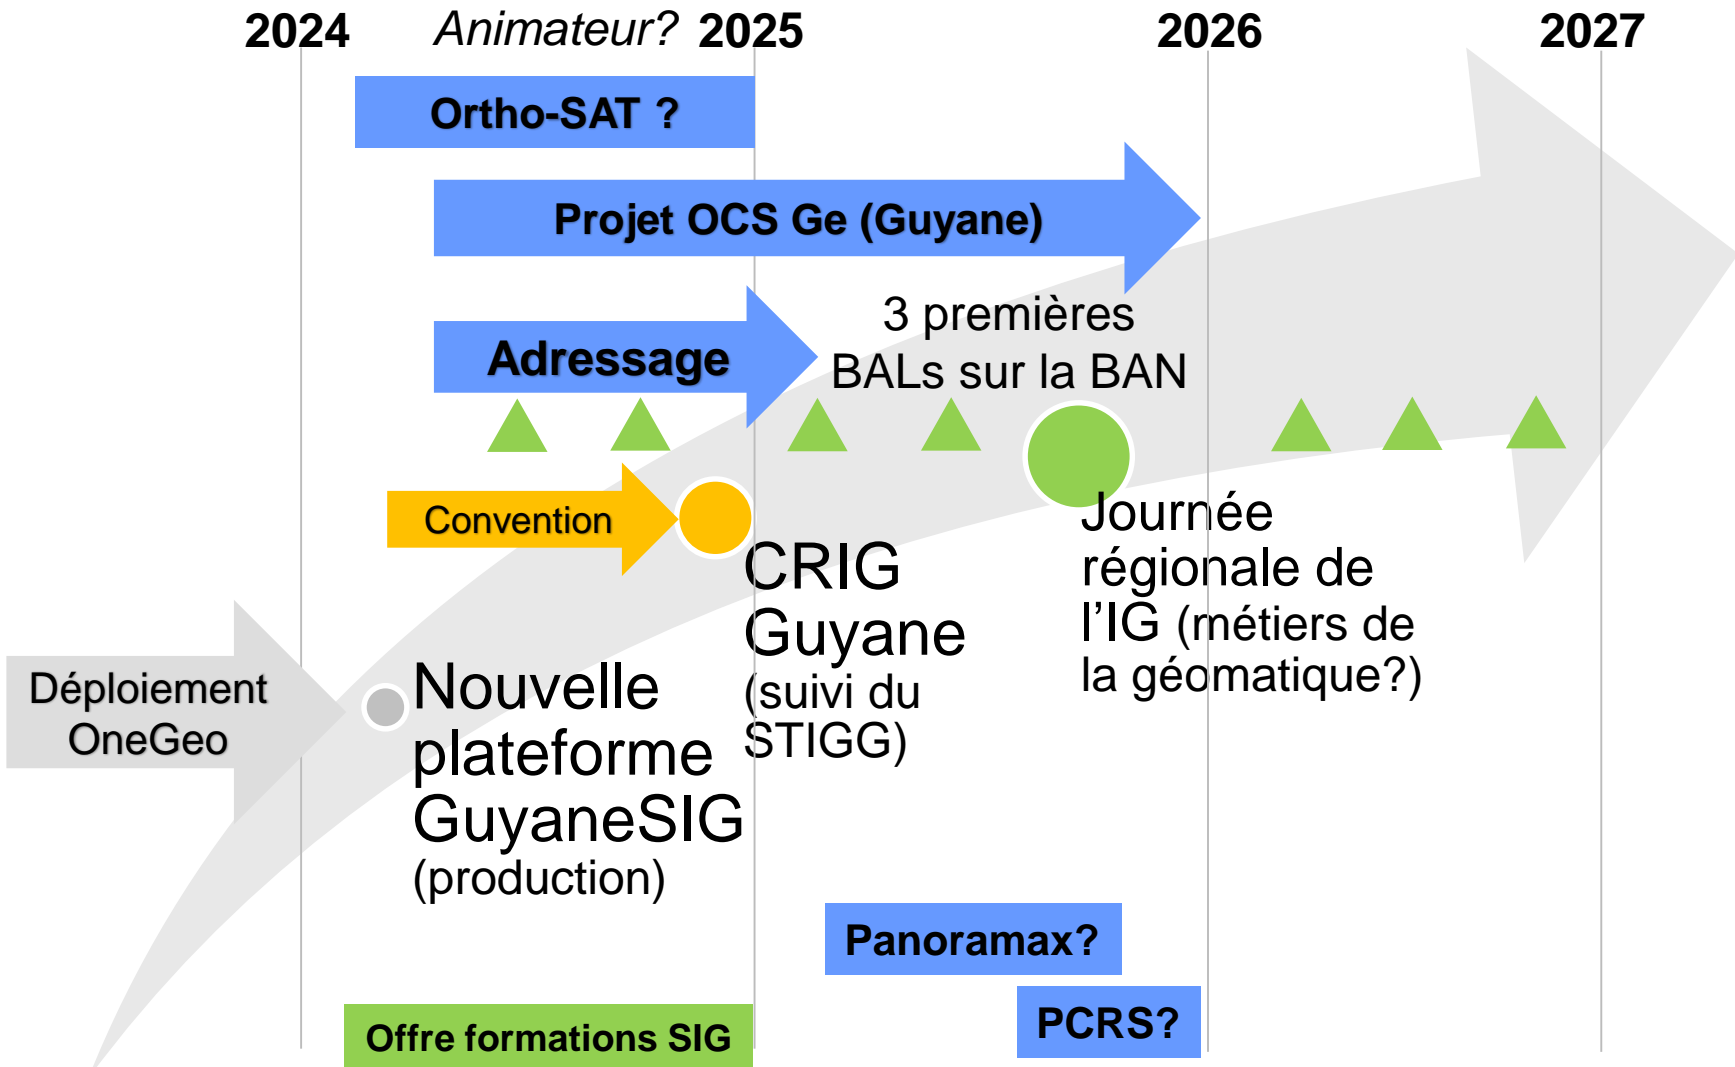 2024
Animateur?
2025
2026
2027
Ortho-SAT ?
Projet OCS Ge (Guyane)
Adressage
3 premières
BALs sur la BAN
Convention
CRIG
Guyane
(suivi du
STIGG)
Journée
régionale de
l'IG (métiers de
la géomatique?)
Déploiement
OneGeo
Nouvelle
plateforme
GuyaneSIG
(production)
Panoramax?
PCRS?
Offre formations SIG